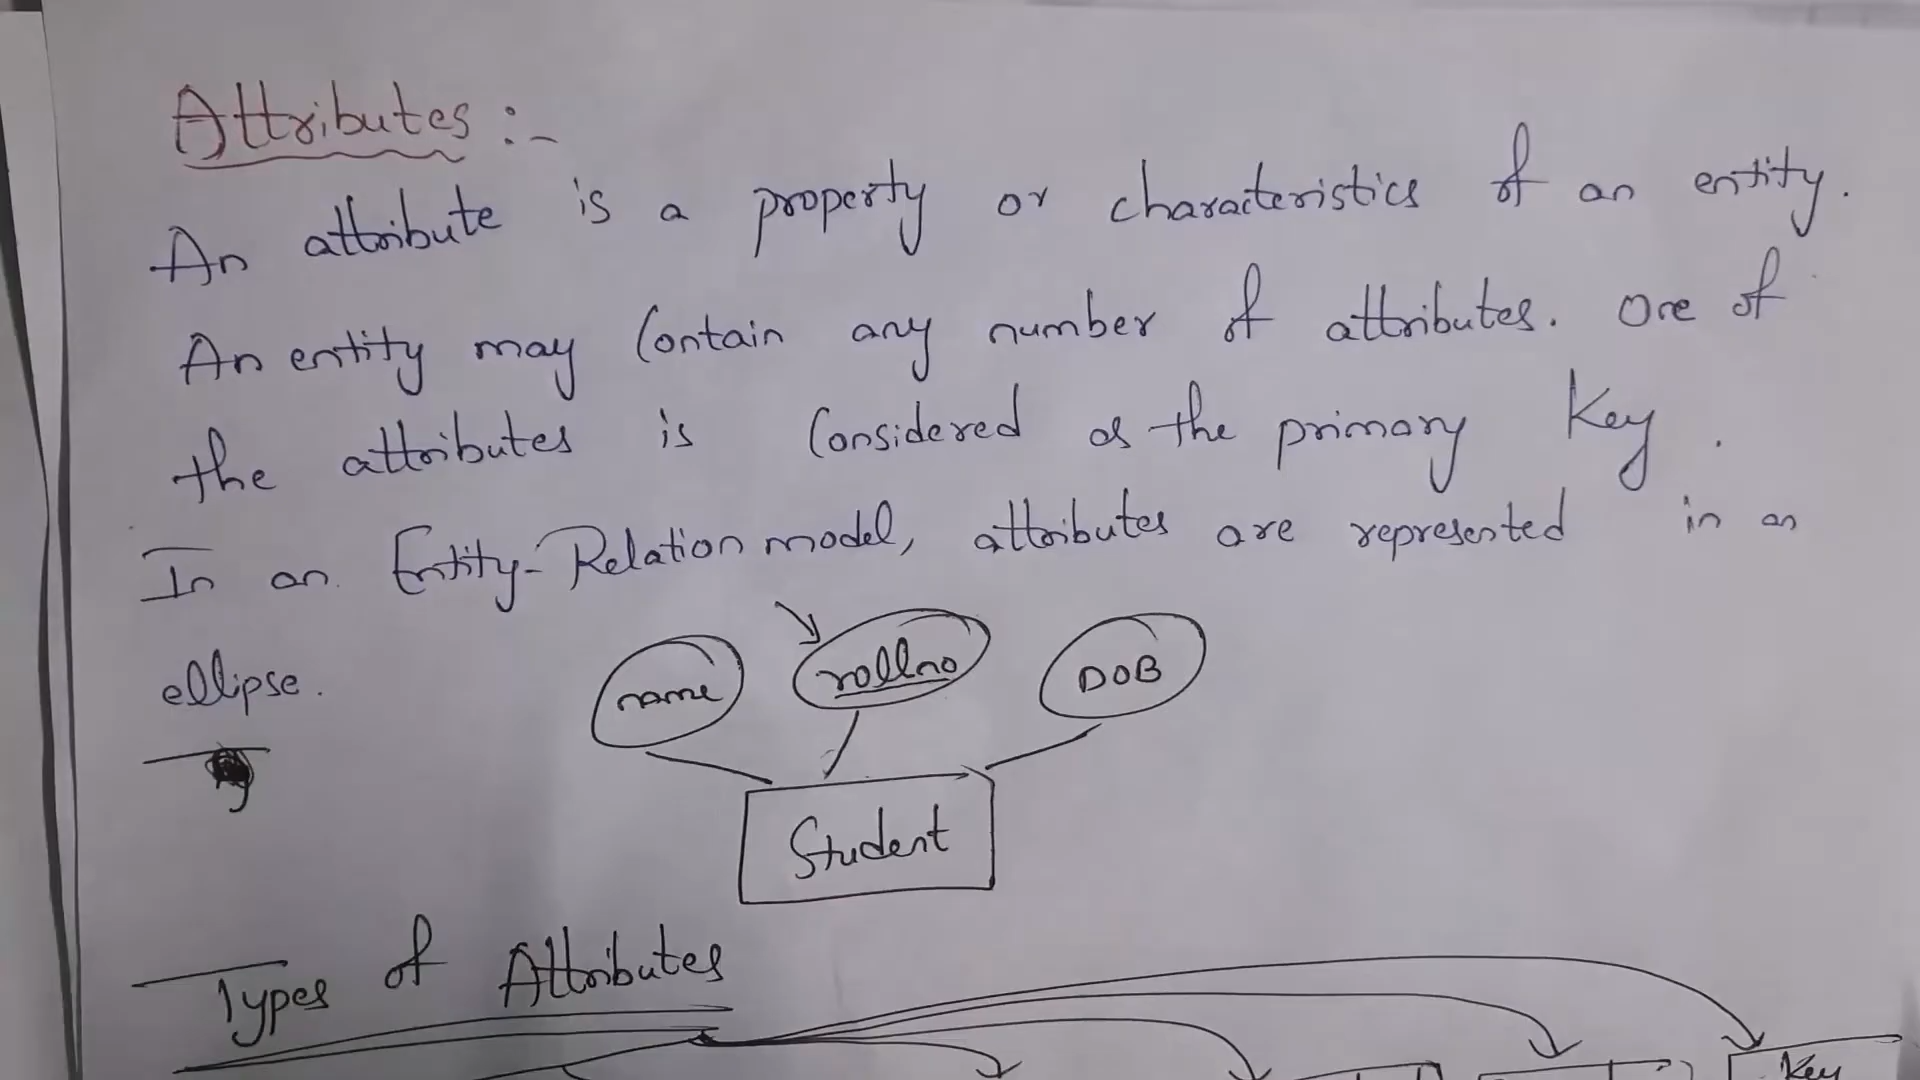 Attributes :-
An attribute is a property or characteristics of an entity.
An entity may Contain any number of attributes. One of
the attributes is Considered as the primary Key.
In an Entity-Relation model, attributes are represented in an
ellipse.
name rollno DOB
Student
Types of Attributes
Key